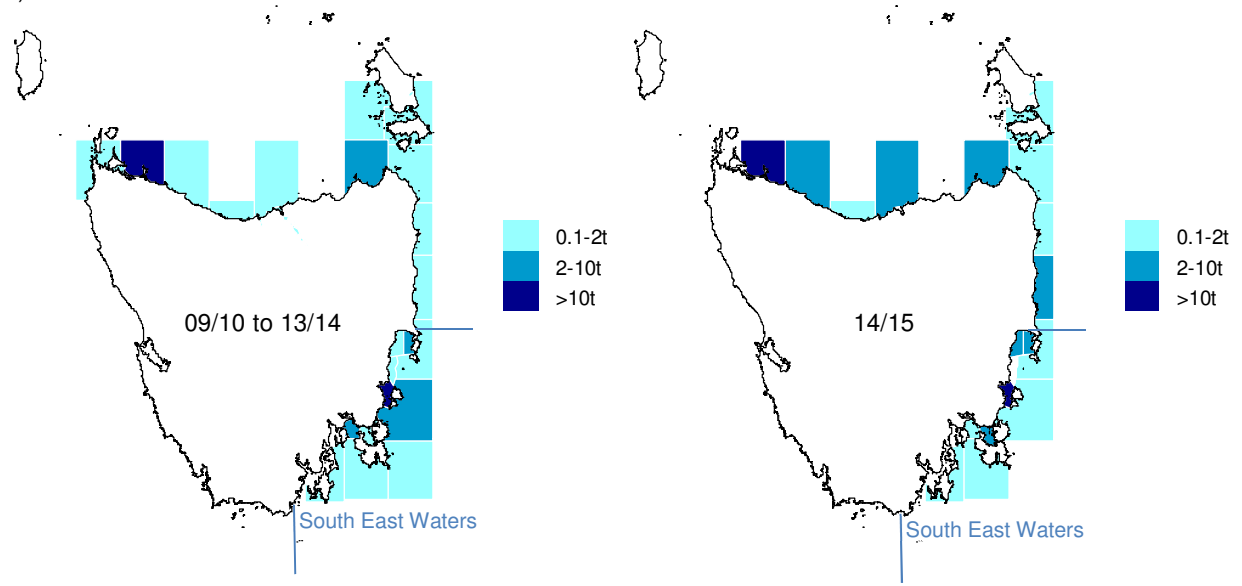 0.1-2t
2-10t
>10t
09/10 to 13/14
South East Waters
0.1-2t
2-10t
>10t
14/15
South East Waters